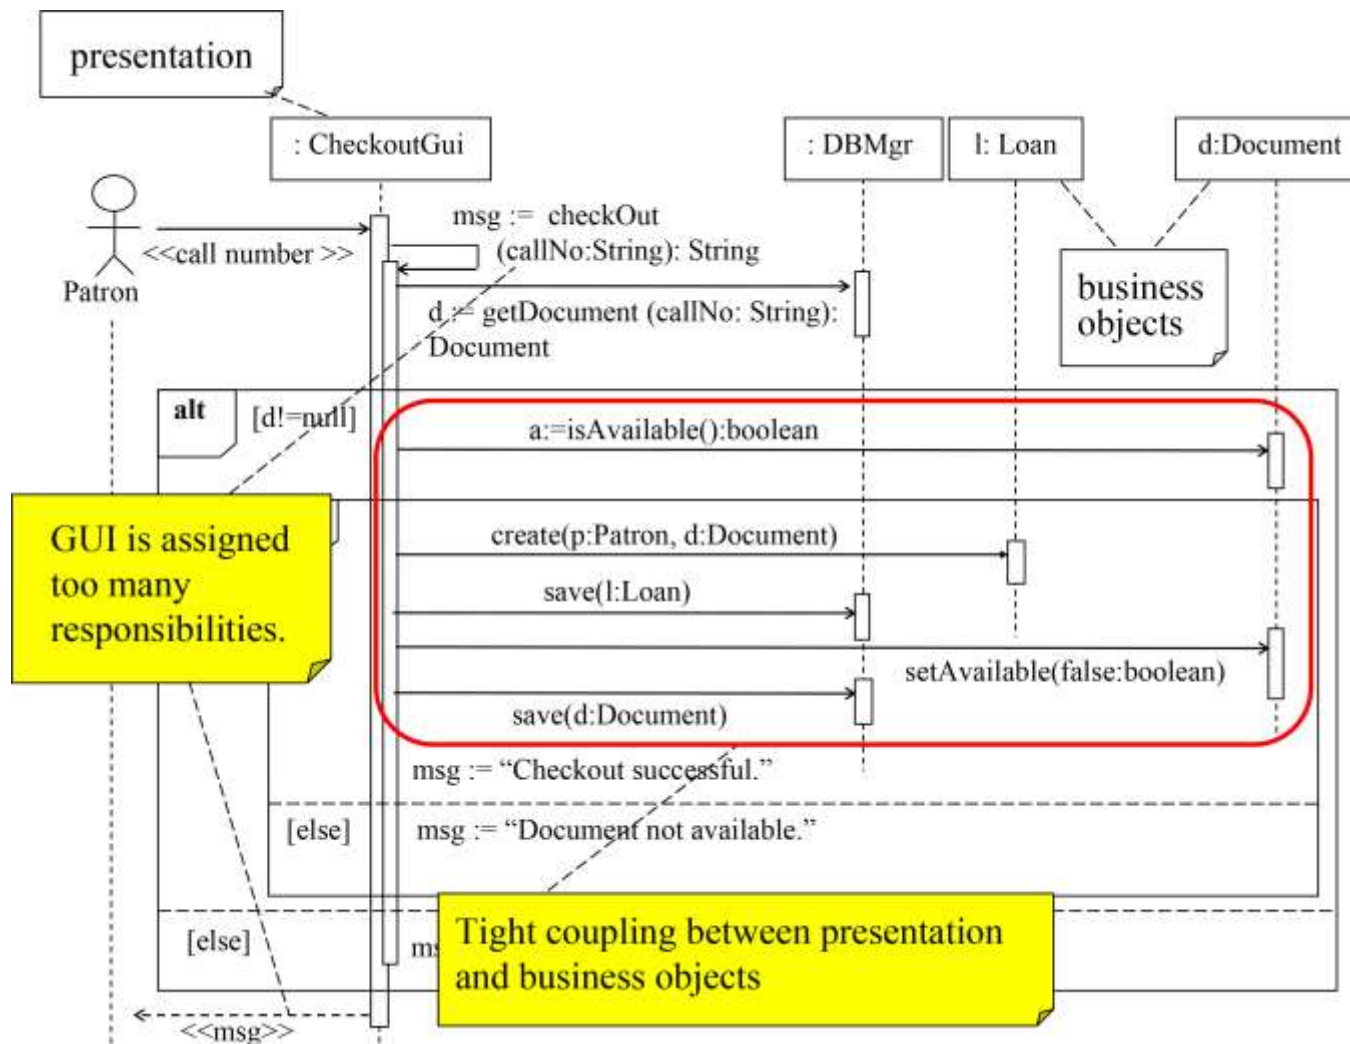 presentation
: CheckoutGui
: DBMgr
l: Loan
d:Document
msg :=  checkOut
(callNo:String): String
<<call number >>
Patron
d := getDocument (callNo: String):
Document
business
objects
alt
[d!=null]
a:=isAvailable():boolean
GUI is assigned
too many
responsibilities.
create(p:Patron, d:Document)
save(l:Loan)
setAvailable(false:boolean)
save(d:Document)
msg := “Checkout successful.”
[else]
msg := “Document not available.”
[else]
Tight coupling between presentation
and business objects
<<msg>>